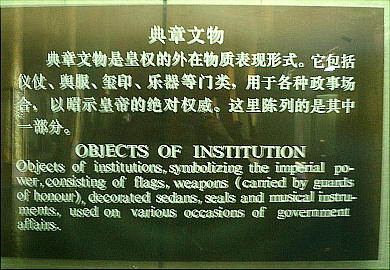 典章文物
典章文物是皇权的外在物质表现形式。它包括
仪仗、舆服、玺印、乐器等门类，用于各种政事场
合，以昭示皇帝的绝对权威。这里陈列的是其中
一部分。
OBJECTS OF INSTITUTION
Objects of institutions, symbolizing the imperial po-
wer, consisting of flags, weapons (carried by guards
of honour), decorated sedans, seals and musical instru-
ments, used on various occasions of government
affairs.